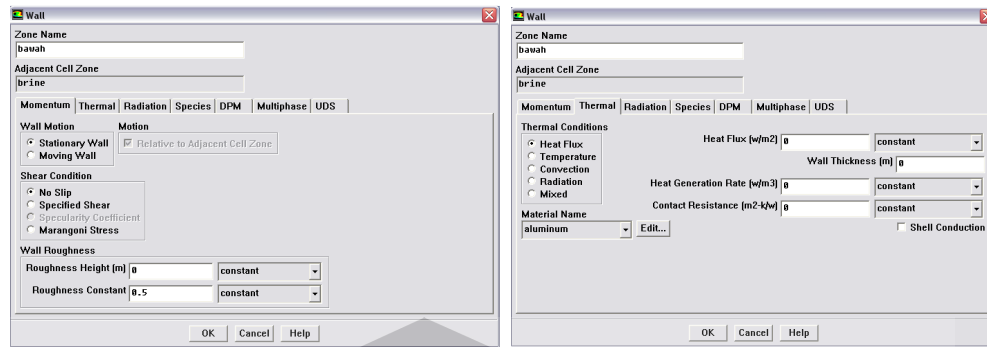 Wall
Zone Name
bawah
Adjacent Cell Zone
brine
Momentum Thermal Radiation Species DPM Multiphase UDS
Wall Motion Motion
Stationary Wall Relative to Adjacent Cell Zone
Moving Wall
Shear Condition
No Slip
Specified Shear
Specularity Coefficient
Marangoni Stress
Wall Roughness
Roughness Height (m) 0 constant
Roughness Constant 0.5 constant
OK Cancel Help
Wall
Zone Name
bawah
Adjacent Cell Zone
brine
Momentum Thermal Radiation Species DPM Multiphase UDS
Thermal Conditions
Heat Flux
Temperature
Convection
Radiation
Mixed
Heat Flux (w/m2) 0 constant
Wall Thickness (m) 0
Heat Generation Rate (w/m3) 0 constant
Contact Resistance (m2-k/w) 0 constant
Material Name
aluminum Edit...
Shell Conduction
OK Cancel Help